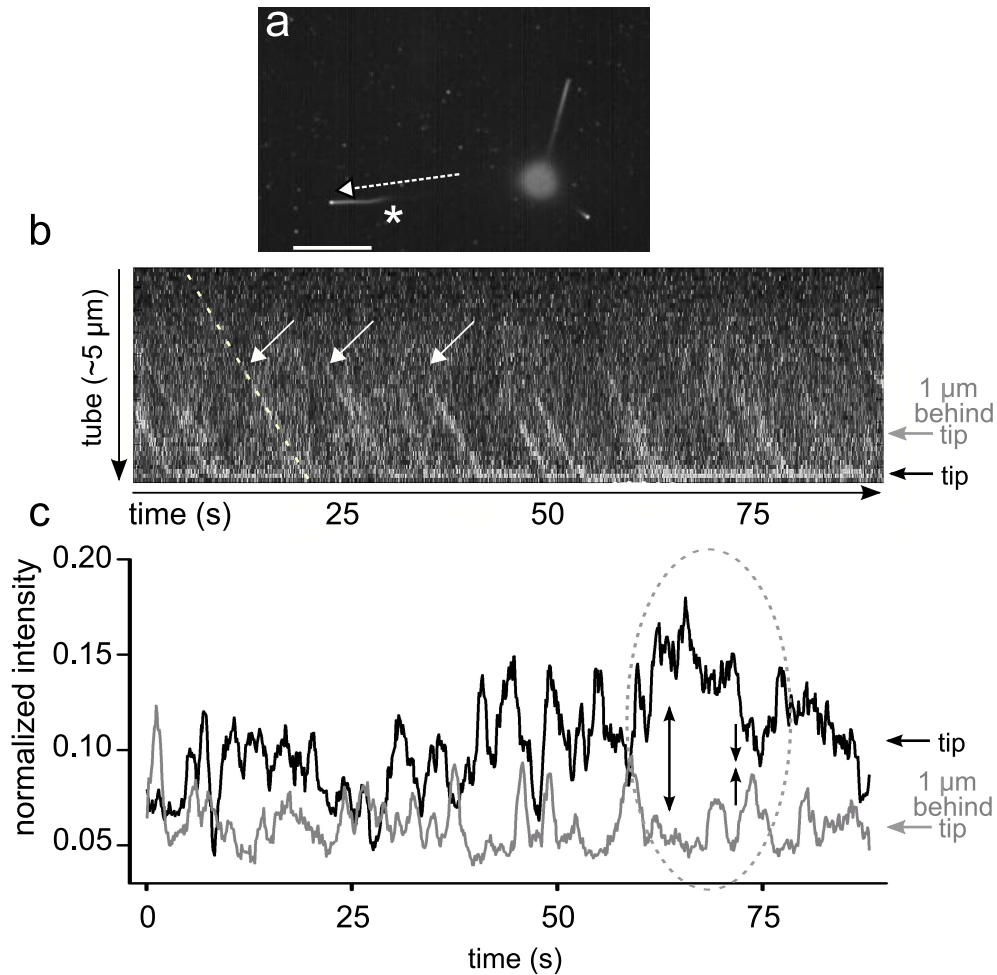 a
*
b
tube (~5 µm)
1 µm
behind
tip
tip
time (s) 25 50 75
c
normalized intensity
0.20
0.15
0.10
0.05
tip
1 µm
behind
tip
0 25 50 75
time (s)